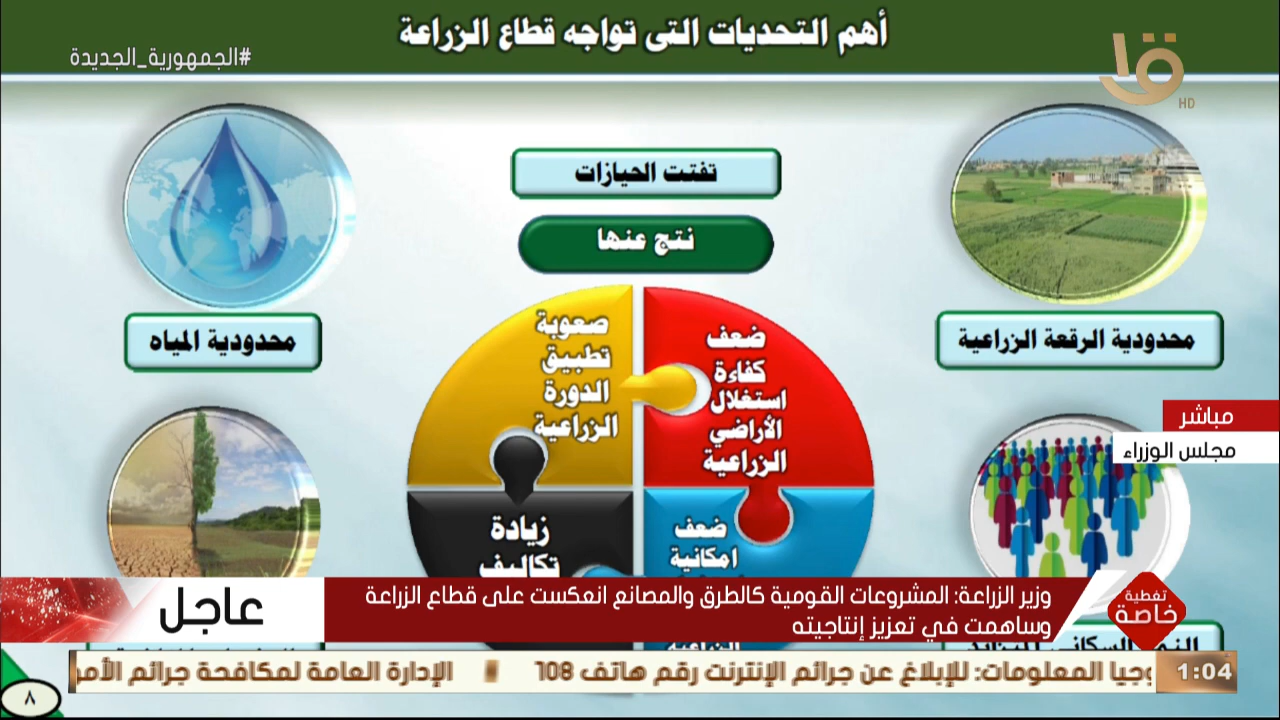 أهم التحديات التى تواجه قطاع الزراعة
#الجمهورية_الجديدة
HD
تفتت الحيازات
نتج عنها
محدودية الرقعة الزراعية
محدودية المياه
ضعف
كفاءة
استغلال
الأراضي
الزراعية
صعوبة
تطبيق
الدورة
الزراعية
ضعف
امكانية
زيادة
تكاليف
مباشر
مجلس الوزراء
تغطية
خاصة
وزير الزراعة: المشروعات القومية كالطرق والمصانع انعكست على قطاع الزراعة
وساهمت في تعزيز إنتاجيته
عاجل
1:04
وجيا المعلومات: للإبلاغ عن جرائم الإنترنت رقم هاتف 108
الإدارة العامة لمكافحة جرائم الأمو
٨